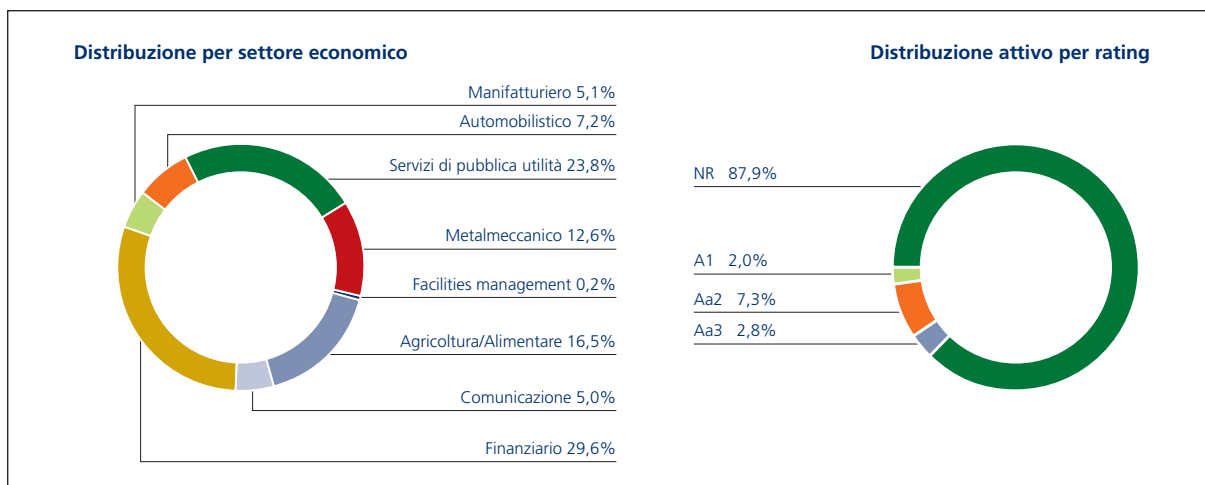 Distribuzione per settore economico
Manifatturiero 5,1%
Automobilistico 7,2%
Servizi di pubblica utilità 23,8%
Metalmeccanico 12,6%
Facilities management 0,2%
Agricoltura/Alimentare 16,5%
Comunicazione 5,0%
Finanziario 29,6%
Distribuzione attivo per rating
NR 87,9%
A1 2,0%
Aa2 7,3%
Aa3 2,8%